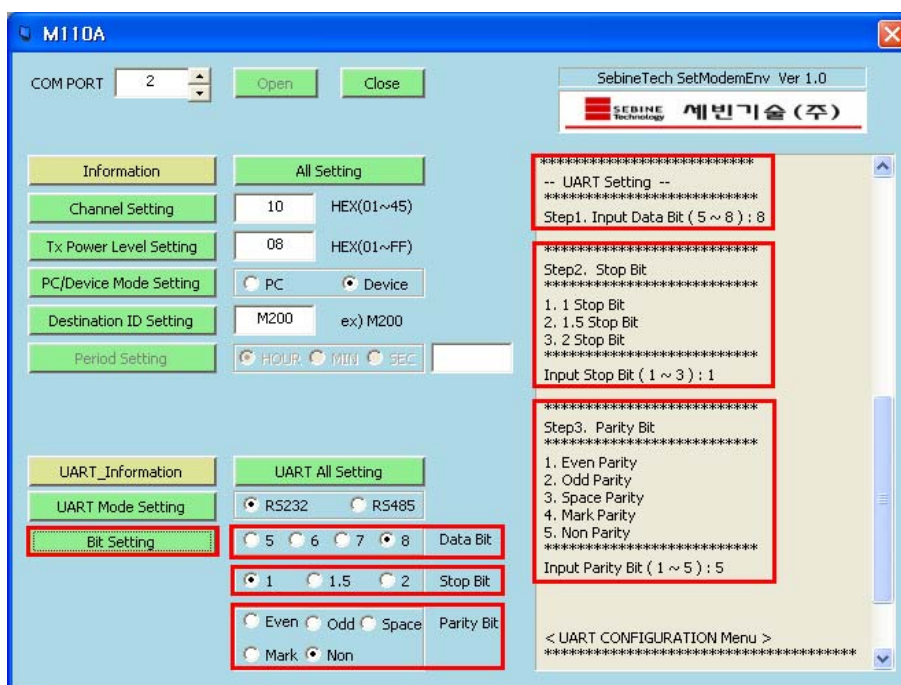 M110A
COM PORT 2 Open Close
SebineTech SetModemEnv Ver 1.0
SEBINE Technology 세빈기술(주)
Information All Setting
Channel Setting 10 HEX(01~45)
Tx Power Level Setting 08 HEX(01~FF)
PC/Device Mode Setting PC Device
Destination ID Setting M200 ex) M200
Period Setting HOUR MIN SEC
UART_Information UART All Setting
UART Mode Setting RS232 RS485
Bit Setting 5 6 7 8 Data Bit
1 1.5 2 Stop Bit
Even Odd Space Parity Bit
Mark Non
**************************
-- UART Setting --
**************************
Step1. Input Data Bit ( 5 ~ 8 ) : 8
**************************
Step2. Stop Bit
**************************
1. 1 Stop Bit
2. 1.5 Stop Bit
3. 2 Stop Bit
**************************
Input Stop Bit ( 1 ~ 3 ) : 1
**************************
Step3. Parity Bit
**************************
1. Even Parity
2. Odd Parity
3. Space Parity
4. Mark Parity
5. Non Parity
**************************
Input Parity Bit ( 1 ~ 5 ) : 5
< UART CONFIGURATION Menu >
**************************************